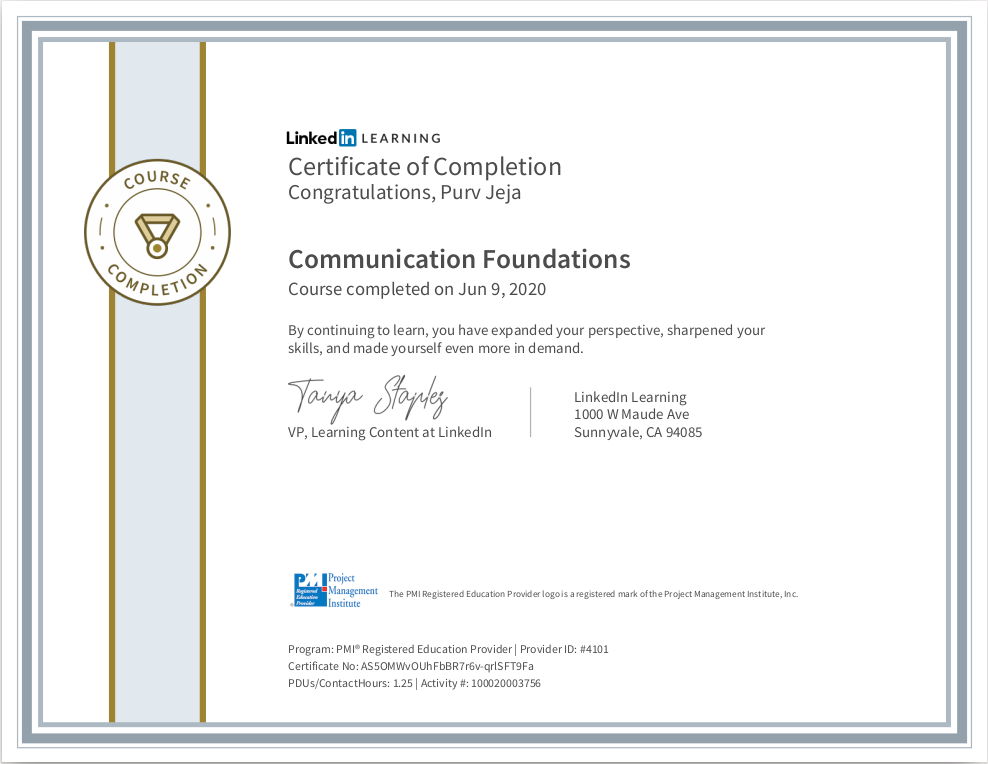 COURSE
COMPLETION
LinkedIn LEARNING
Certificate of Completion
Congratulations, Purv Jeja
Communication Foundations
Course completed on Jun 9, 2020
By continuing to learn, you have expanded your perspective, sharpened your
skills, and made yourself even more in demand.
Tanya Staples
VP, Learning Content at LinkedIn
LinkedIn Learning
1000 W Maude Ave
Sunnyvale, CA 94085
PMI
Registered
Education
Provider
®
Project
Management
Institute
The PMI Registered Education Provider logo is a registered mark of the Project Management Institute, Inc.
Program: PMI® Registered Education Provider | Provider ID: #4101
Certificate No: AS5OMWvOUhFbBR7r6v-qrlSFT9Fa
PDUs/ContactHours: 1.25 | Activity #: 100020003756